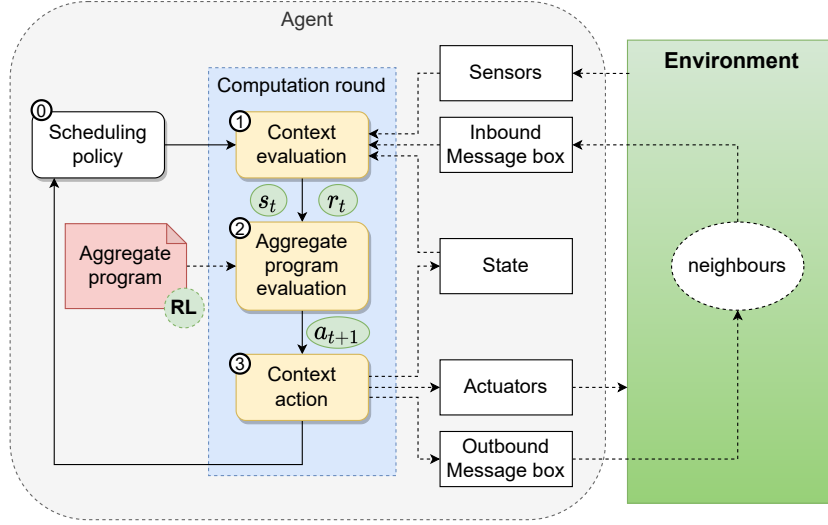 Agent
Environment
Computation round
Sensors
0
Scheduling
policy
1
Context
evaluation
Inbound
Message box
s_t
r_t
2
Aggregate
program
Aggregate
program
evaluation
State
neighbours
RL
a_{t+1}
3
Context
action
Actuators
Outbound
Message box